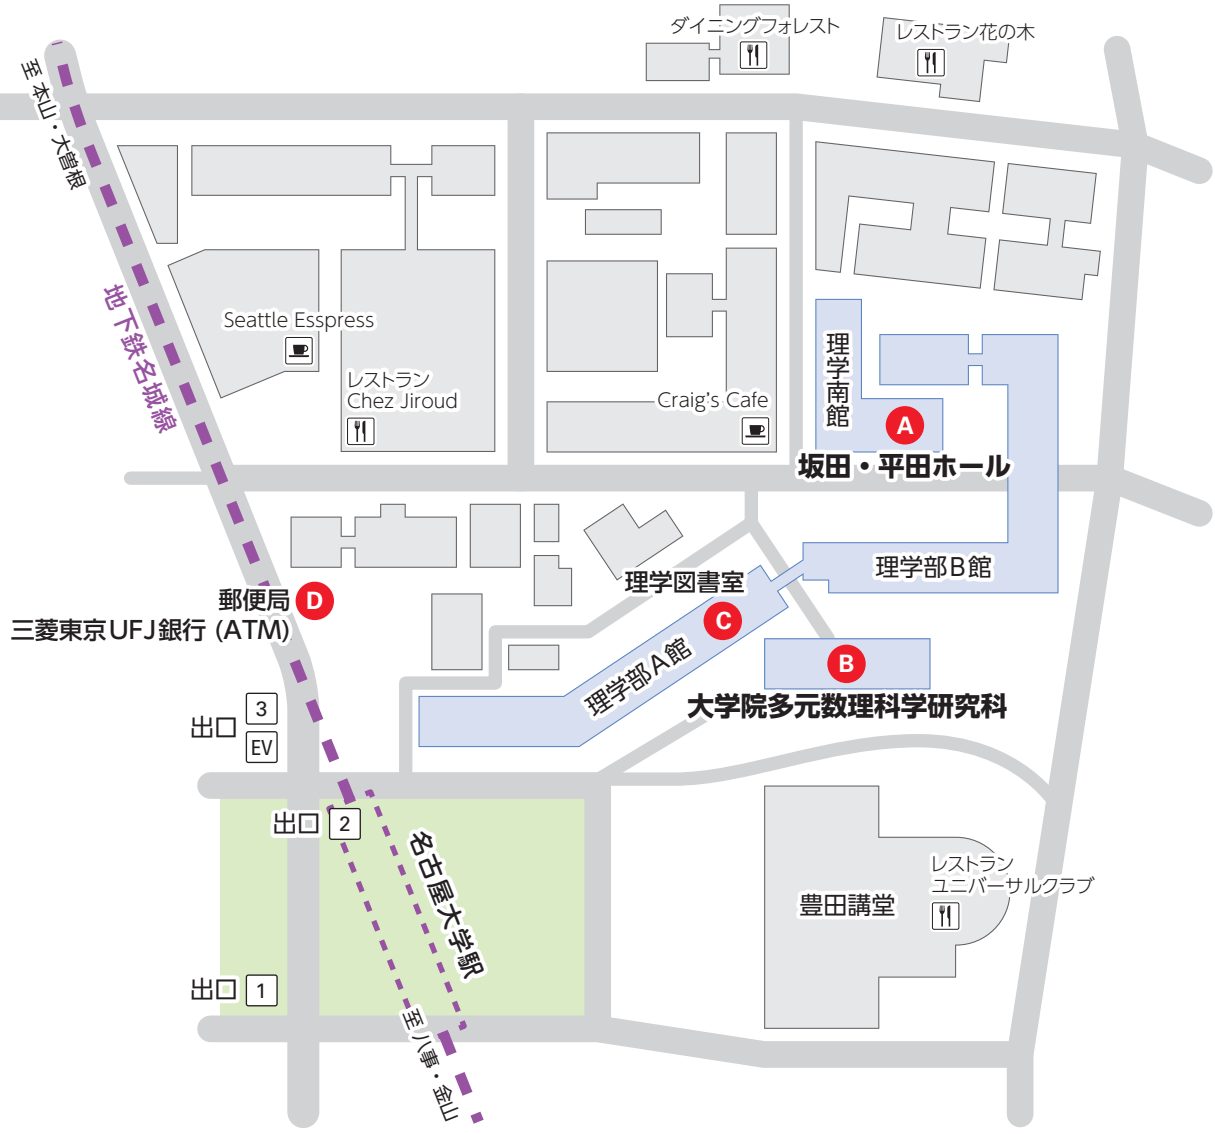 ダイニングフォレスト
レストラン花の木
至 本山・大曽根
地下鉄名城線
Seattle Esspress
レストラン
Chez Jiroud
Craig's Cafe
理学南館
A
坂田・平田ホール
理学部B館
理学図書室
C
理学部A館
B
大学院多元数理科学研究科
郵便局
D
三菱東京UFJ銀行 (ATM)
出口
3
EV
出口
2
名古屋大学駅
出口
1
至 八事・金山
豊田講堂
レストラン
ユニバーサルクラブ